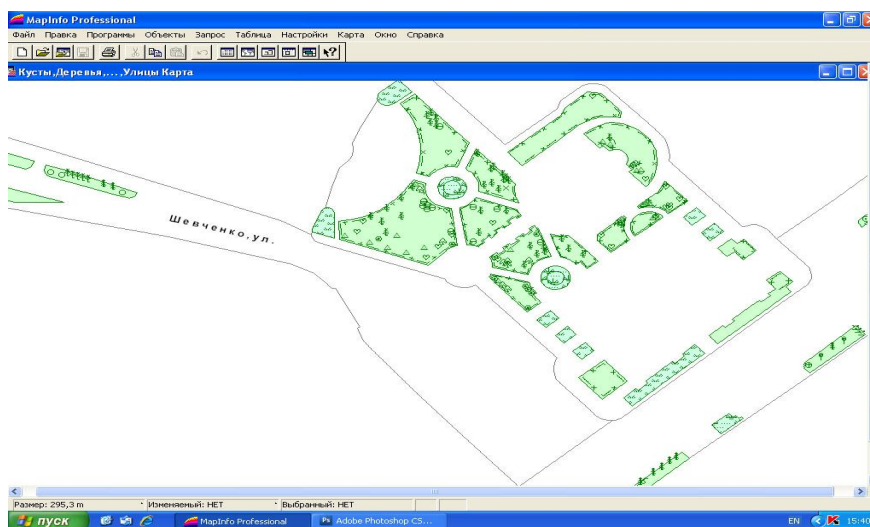 MapInfo Professional
Файл Правка Программы Объекты Запрос Таблица Настройки Карта Окно Справка
Кусты,Деревья,...,Улицы Карта
Шевченко,ул.
Размер: 295,3 m Изменяемый: НЕТ Выбранный: НЕТ
пуск MapInfo Professional Adobe Photoshop CS... EN 15:40